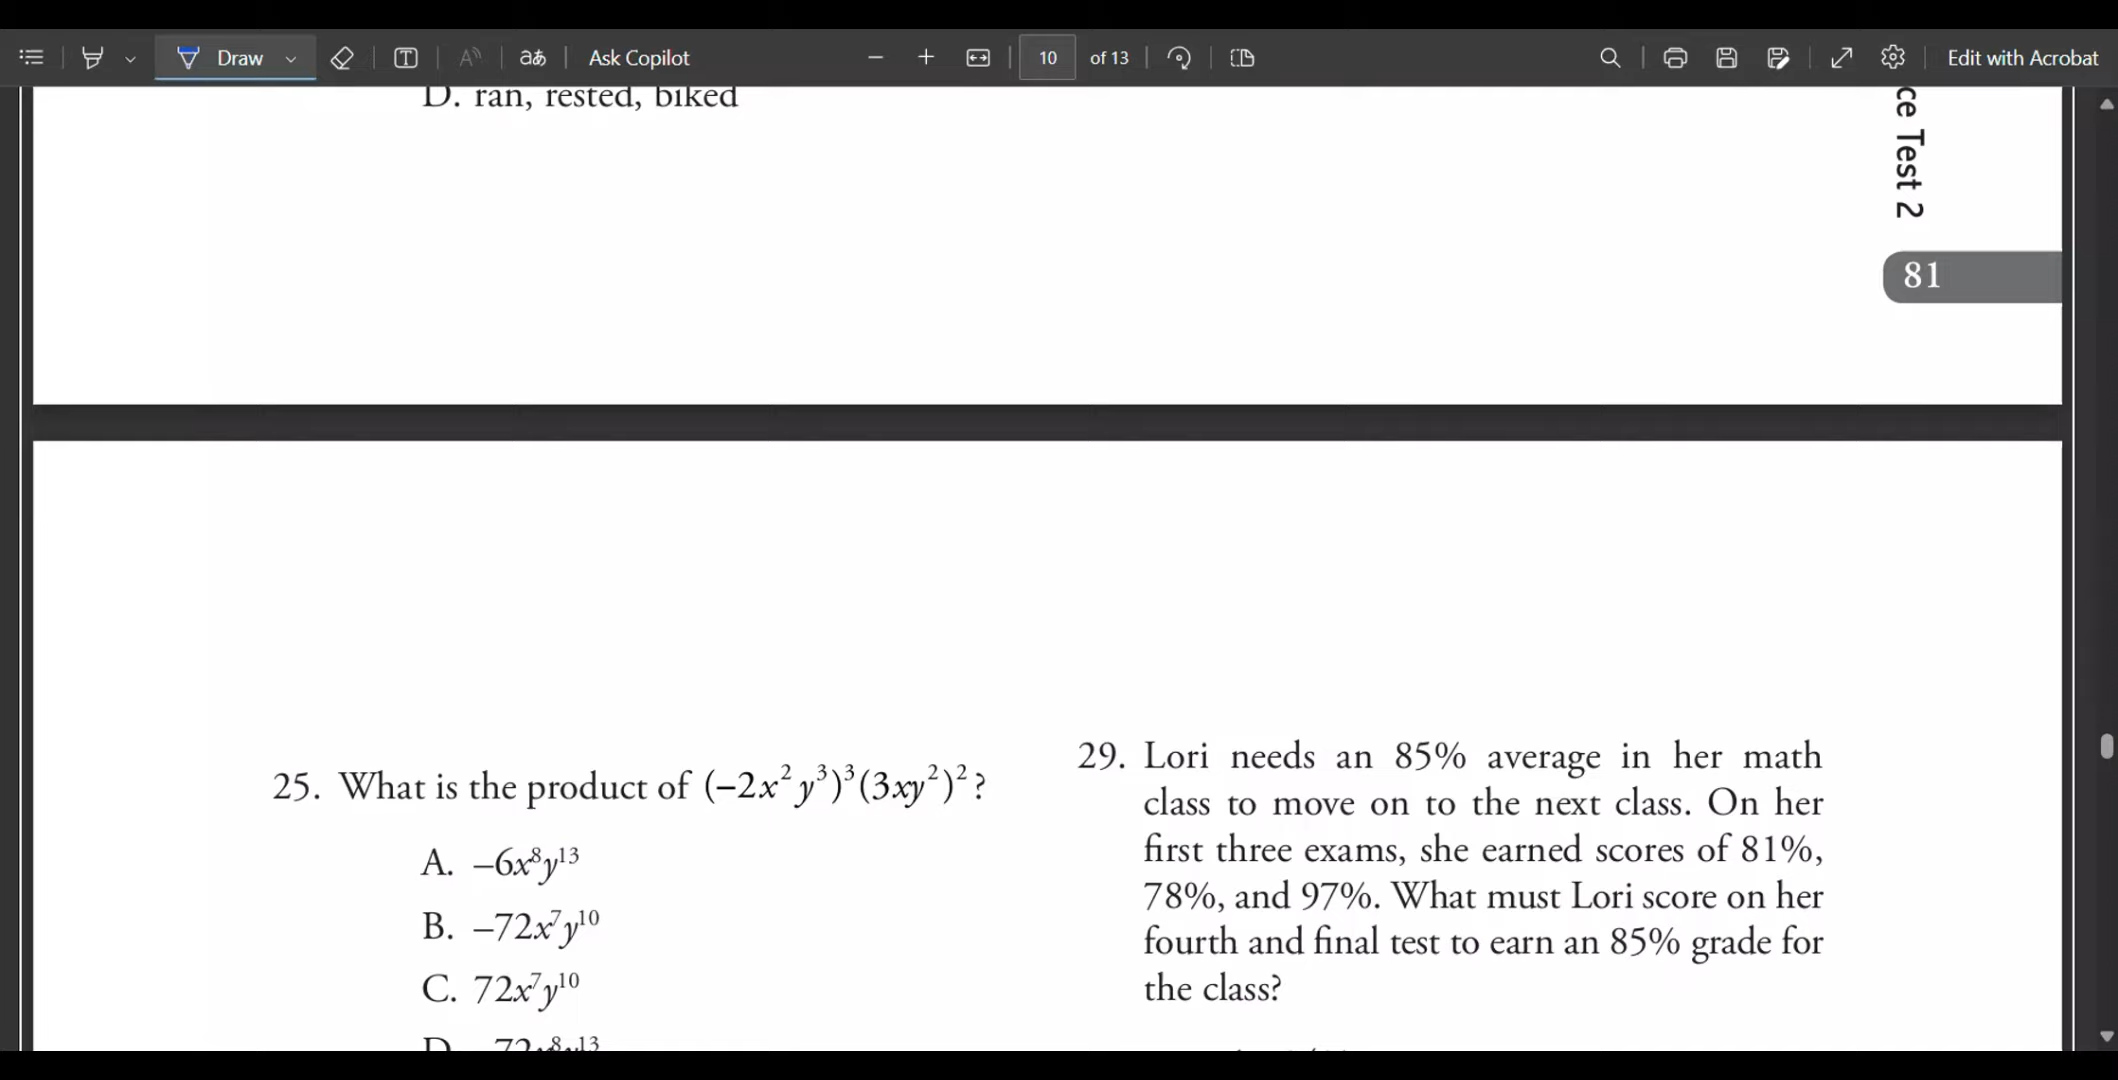 Draw
Ask Copilot
10 of 13
Edit with Acrobat
D. ran, rested, biked
ce Test 2
81
25. What is the product of (–2x²y³)³(3xy²)²?
A. –6x⁸y¹³
B. –72x⁷y¹⁰
C. 72x⁷y¹⁰
29. Lori needs an 85% average in her math
class to move on to the next class. On her
first three exams, she earned scores of 81%,
78%, and 97%. What must Lori score on her
fourth and final test to earn an 85% grade for
the class?